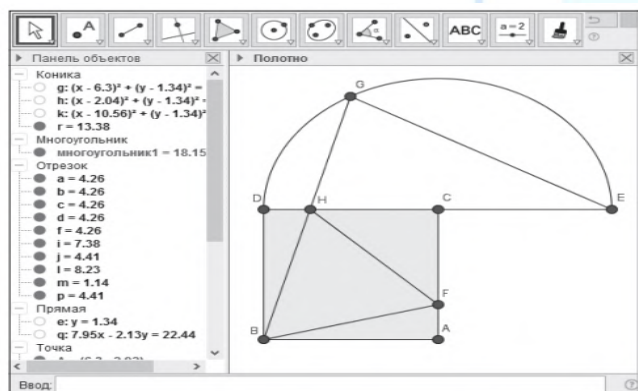 ABC
a = 2
Панель объектов
Полотно
Коника
g: (x - 6.3)² + (y - 1.34)² =
h: (x - 2.04)² + (y - 1.34)² =
k: (x - 10.56)² + (y - 1.34)²
r = 13.38
Многоугольник
многоугольник1 = 18.15
Отрезок
a = 4.26
b = 4.26
c = 4.26
d = 4.26
f = 4.26
i = 7.38
j = 4.41
l = 8.23
m = 1.14
p = 4.41
Прямая
e: y = 1.34
q: 7.95x - 2.13y = 22.44
Точка
G
D
H
C
E
F
B
A
Ввод: